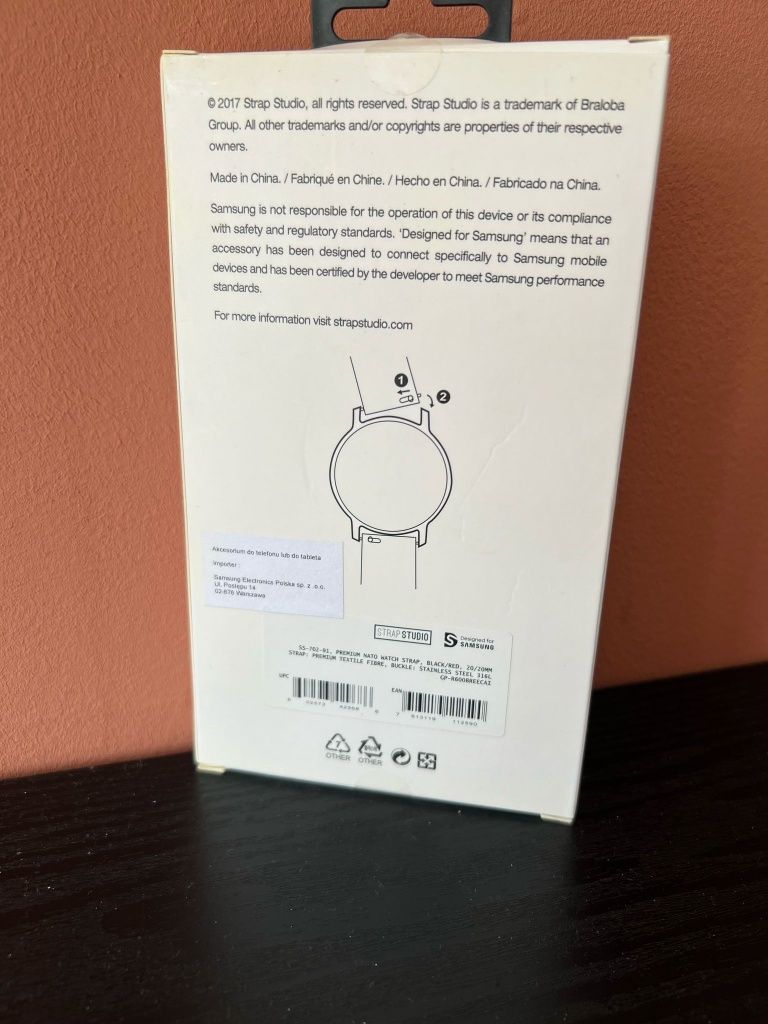 © 2017 Strap Studio, all rights reserved. Strap Studio is a trademark of Braloba
Group. All other trademarks and/or copyrights are properties of their respective
owners.
Made in China. / Fabriqué en Chine. / Hecho en China. / Fabricado na China.
Samsung is not responsible for the operation of this device or its compliance
with safety and regulatory standards. 'Designed for Samsung' means that an
accessory has been designed to connect specifically to Samsung mobile
devices and has been certified by the developer to meet Samsung performance
standards.
For more information visit strapstudio.com
1
2
Akcesorium do telefonu lub do tableta
Importer :
Samsung Electronics Polska sp. z .o.o.
Ul. Postępu 14
02-676 Warszawa
STRAP STUDIO
Designed for
SAMSUNG
SS-702-91, PREMIUM NATO WATCH STRAP, BLACK/RED, 20/20MM
STRAP: PREMIUM TEXTILE FIBRE, BUCKLE: STAINLESS STEEL 316L
GP-R600BREECAI
UPC
EAN
7
OTHER
OTHER